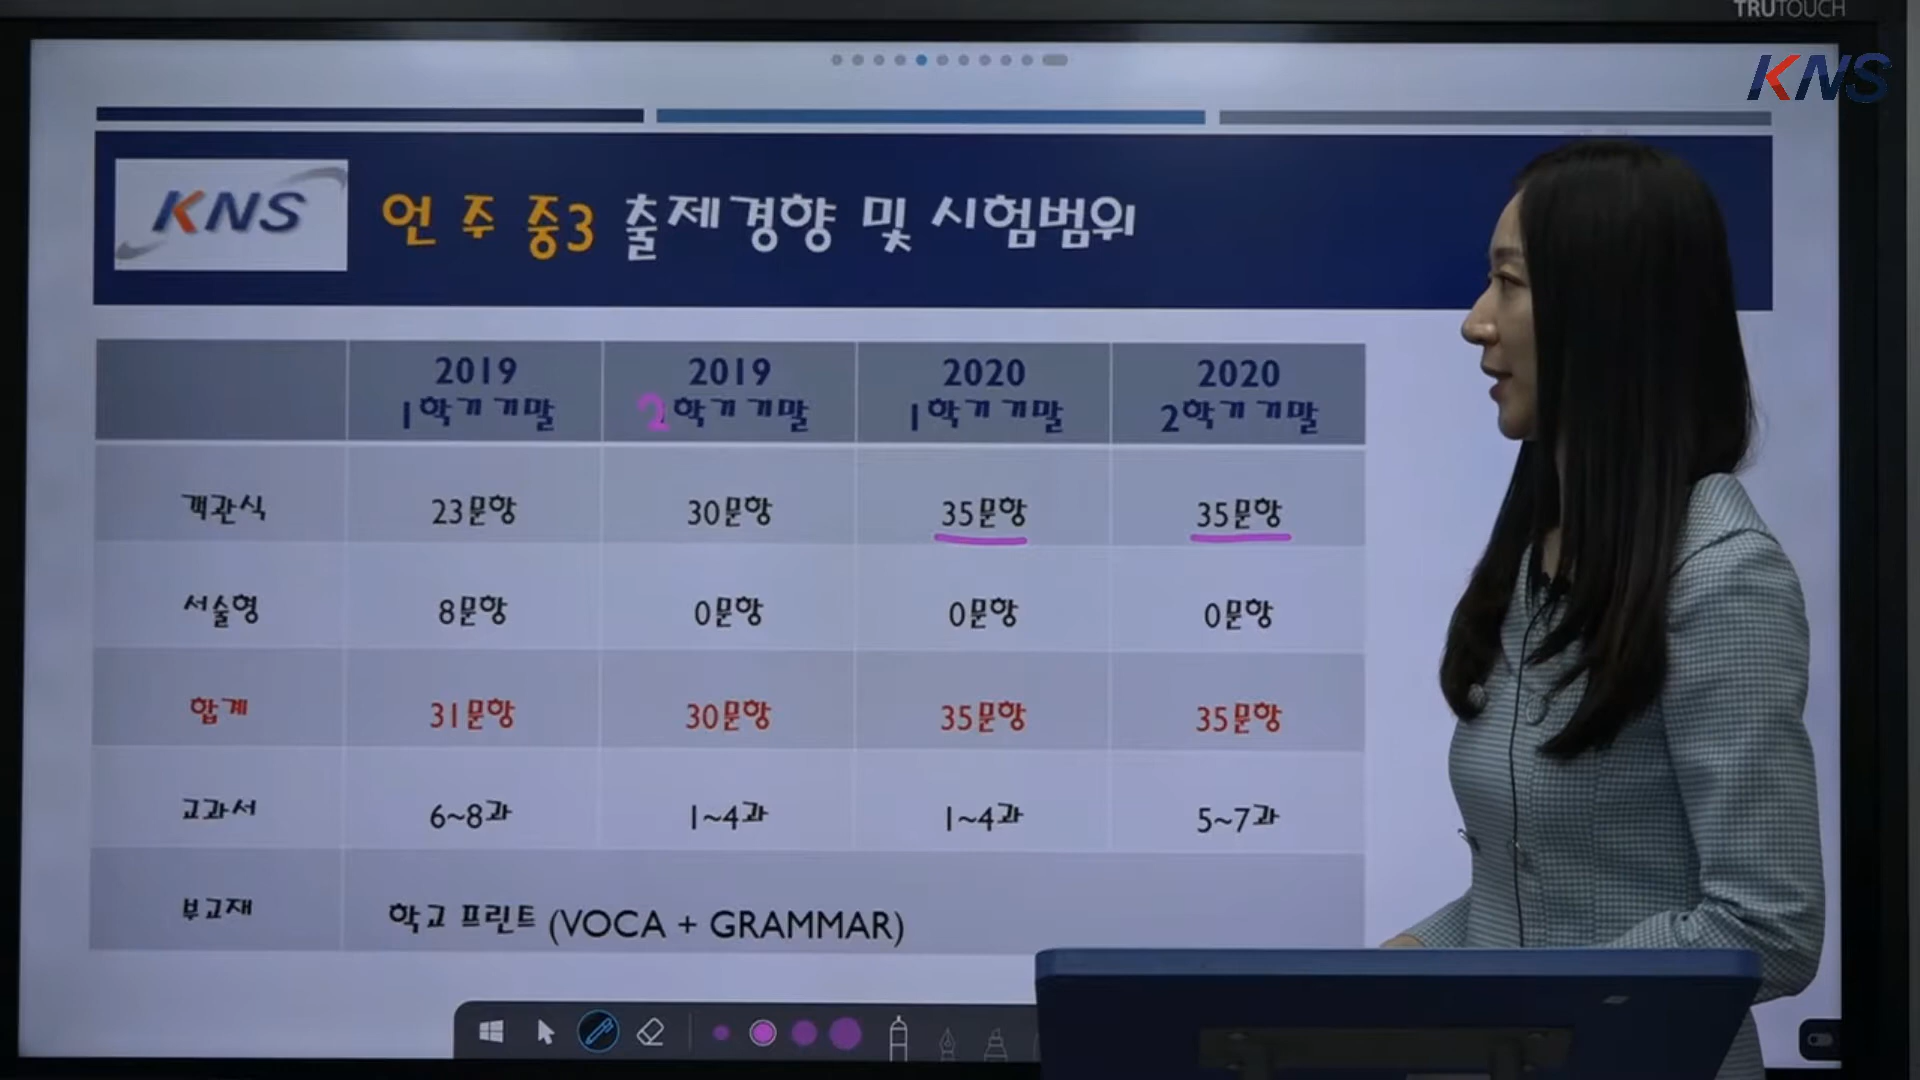 TRUTOUCH
KNS
KNS
언 주 중3 출제경향 및 시험범위
2019 1학기 기말
2019 2학기 기말
2020 1학기 기말
2020 2학기 기말
객관식 23문항 30문항 35문항 35문항
서술형 8문항 0문항 0문항 0문항
합계 31문항 30문항 35문항 35문항
교과서 6~8과 1~4과 1~4과 5~7과
부교재 학교 프린트 (VOCA + GRAMMAR)